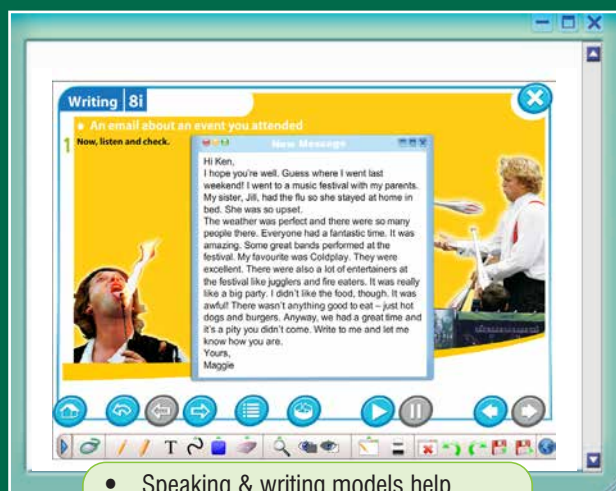 Writing 8i
• An email about an event you attended
1 Now, listen and check.
New Message
Hi Ken,
I hope you're well. Guess where I went last
weekend! I went to a music festival with my parents.
My sister, Jill, had the flu so she stayed at home in
bed. She was so upset.
The weather was perfect and there were so many
people there. Everyone had a fantastic time. It was
amazing. Some great bands performed at the
festival. My favourite was Coldplay. They were
excellent. There were also a lot of entertainers at
the festival like jugglers and fire eaters. It was really
like a big party. I didn't like the food, though. It was
awful! There wasn't anything good to eat – just hot
dogs and burgers. Anyway, we had a great time and
it's a pity you didn't come. Write to me and let me
know how you are.
Yours,
Maggie
T
• Speaking & writing models help